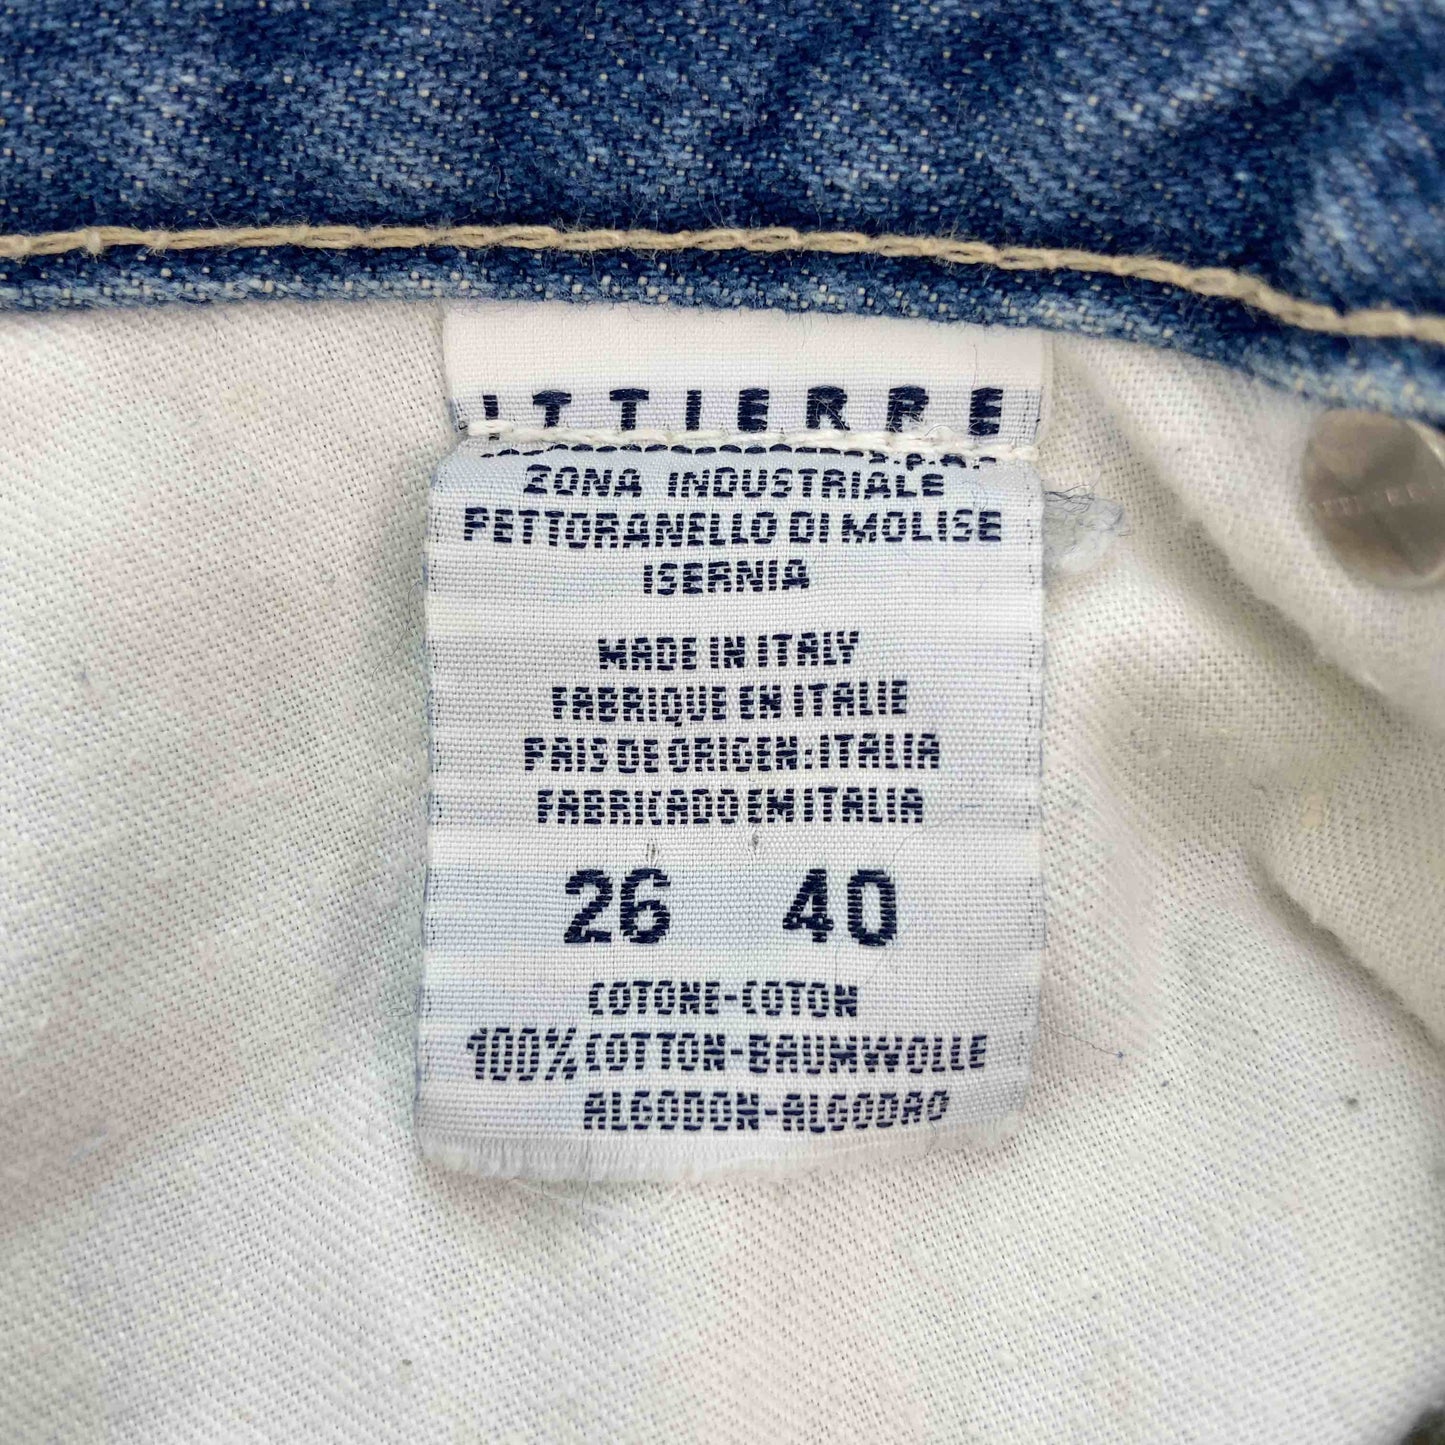 ITTIERRE
S.P.A.
ZONA INDUSTRIALE
PETTORANELLO DI MOLISE
ISERNIA
MADE IN ITALY
FABRIQUE EN ITALIE
PAIS DE ORIGEN:ITALIA
FABRICADO EM ITALIA
26 40
COTONE-COTON
100% COTTON-BAUMWOLLE
ALGODON-ALGODAO